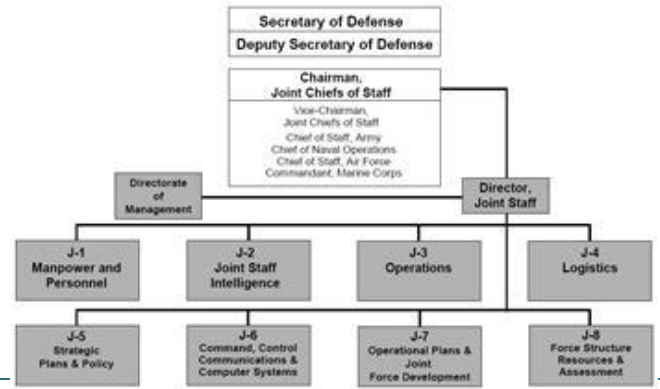 Secretary of Defense
Deputy Secretary of Defense
Chairman,
Joint Chiefs of Staff
Vice-Chairman,
Joint Chiefs of Staff
Chief of Staff, Army
Chief of Naval Operations
Chief of Staff, Air Force
Commandant, Marine Corps
Directorate
of
Management
Director,
Joint Staff
J-1
Manpower and
Personnel
J-2
Joint Staff
Intelligence
J-3
Operations
J-4
Logistics
J-5
Strategic
Plans & Policy
J-6
Command, Control
Communications &
Computer Systems
J-7
Operational Plans &
Joint
Force Development
J-8
Force Structure
Resources &
Assessment